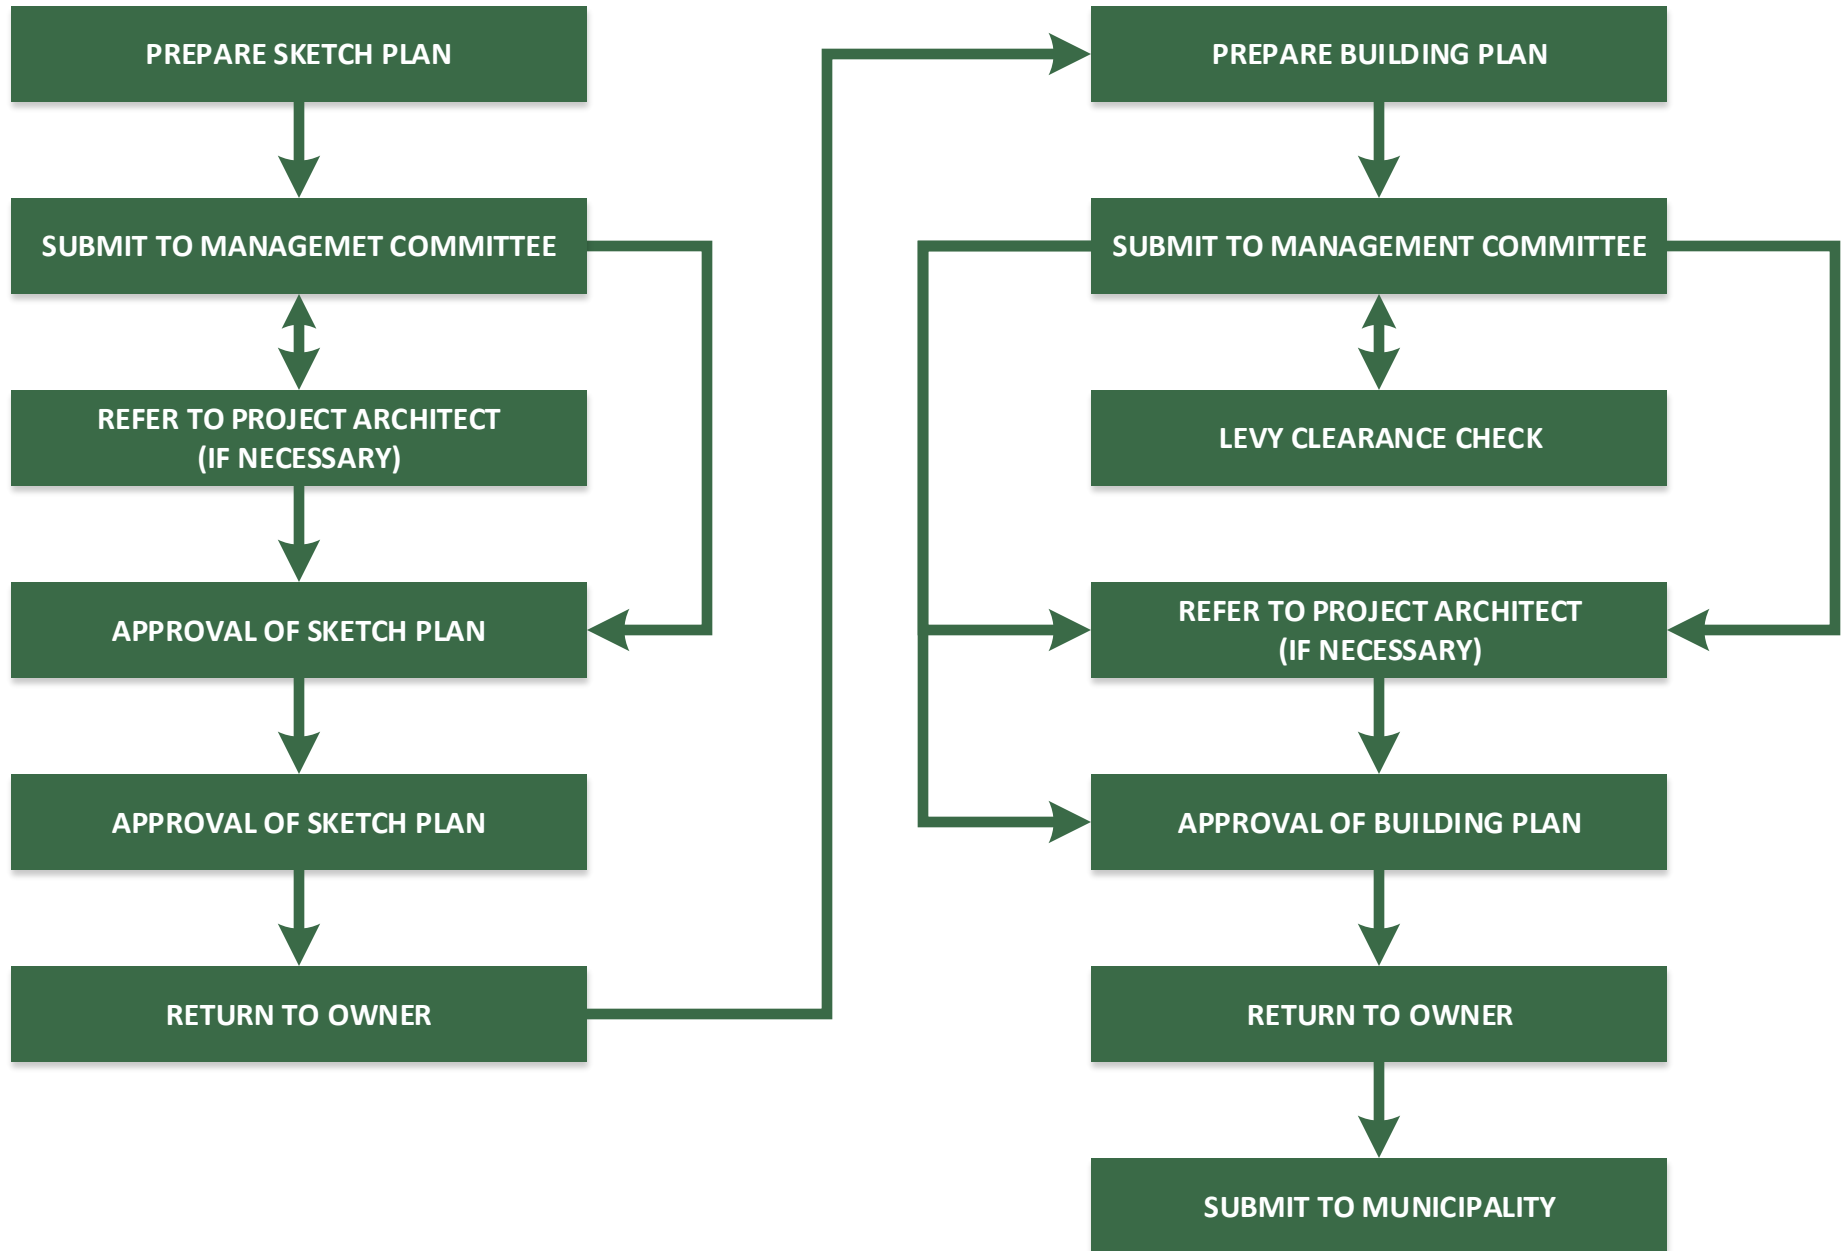 PREPARE SKETCH PLAN
SUBMIT TO MANAGEMET COMMITTEE
REFER TO PROJECT ARCHITECT
(IF NECESSARY)
APPROVAL OF SKETCH PLAN
APPROVAL OF SKETCH PLAN
RETURN TO OWNER
PREPARE BUILDING PLAN
SUBMIT TO MANAGEMENT COMMITTEE
LEVY CLEARANCE CHECK
REFER TO PROJECT ARCHITECT
(IF NECESSARY)
APPROVAL OF BUILDING PLAN
RETURN TO OWNER
SUBMIT TO MUNICIPALITY